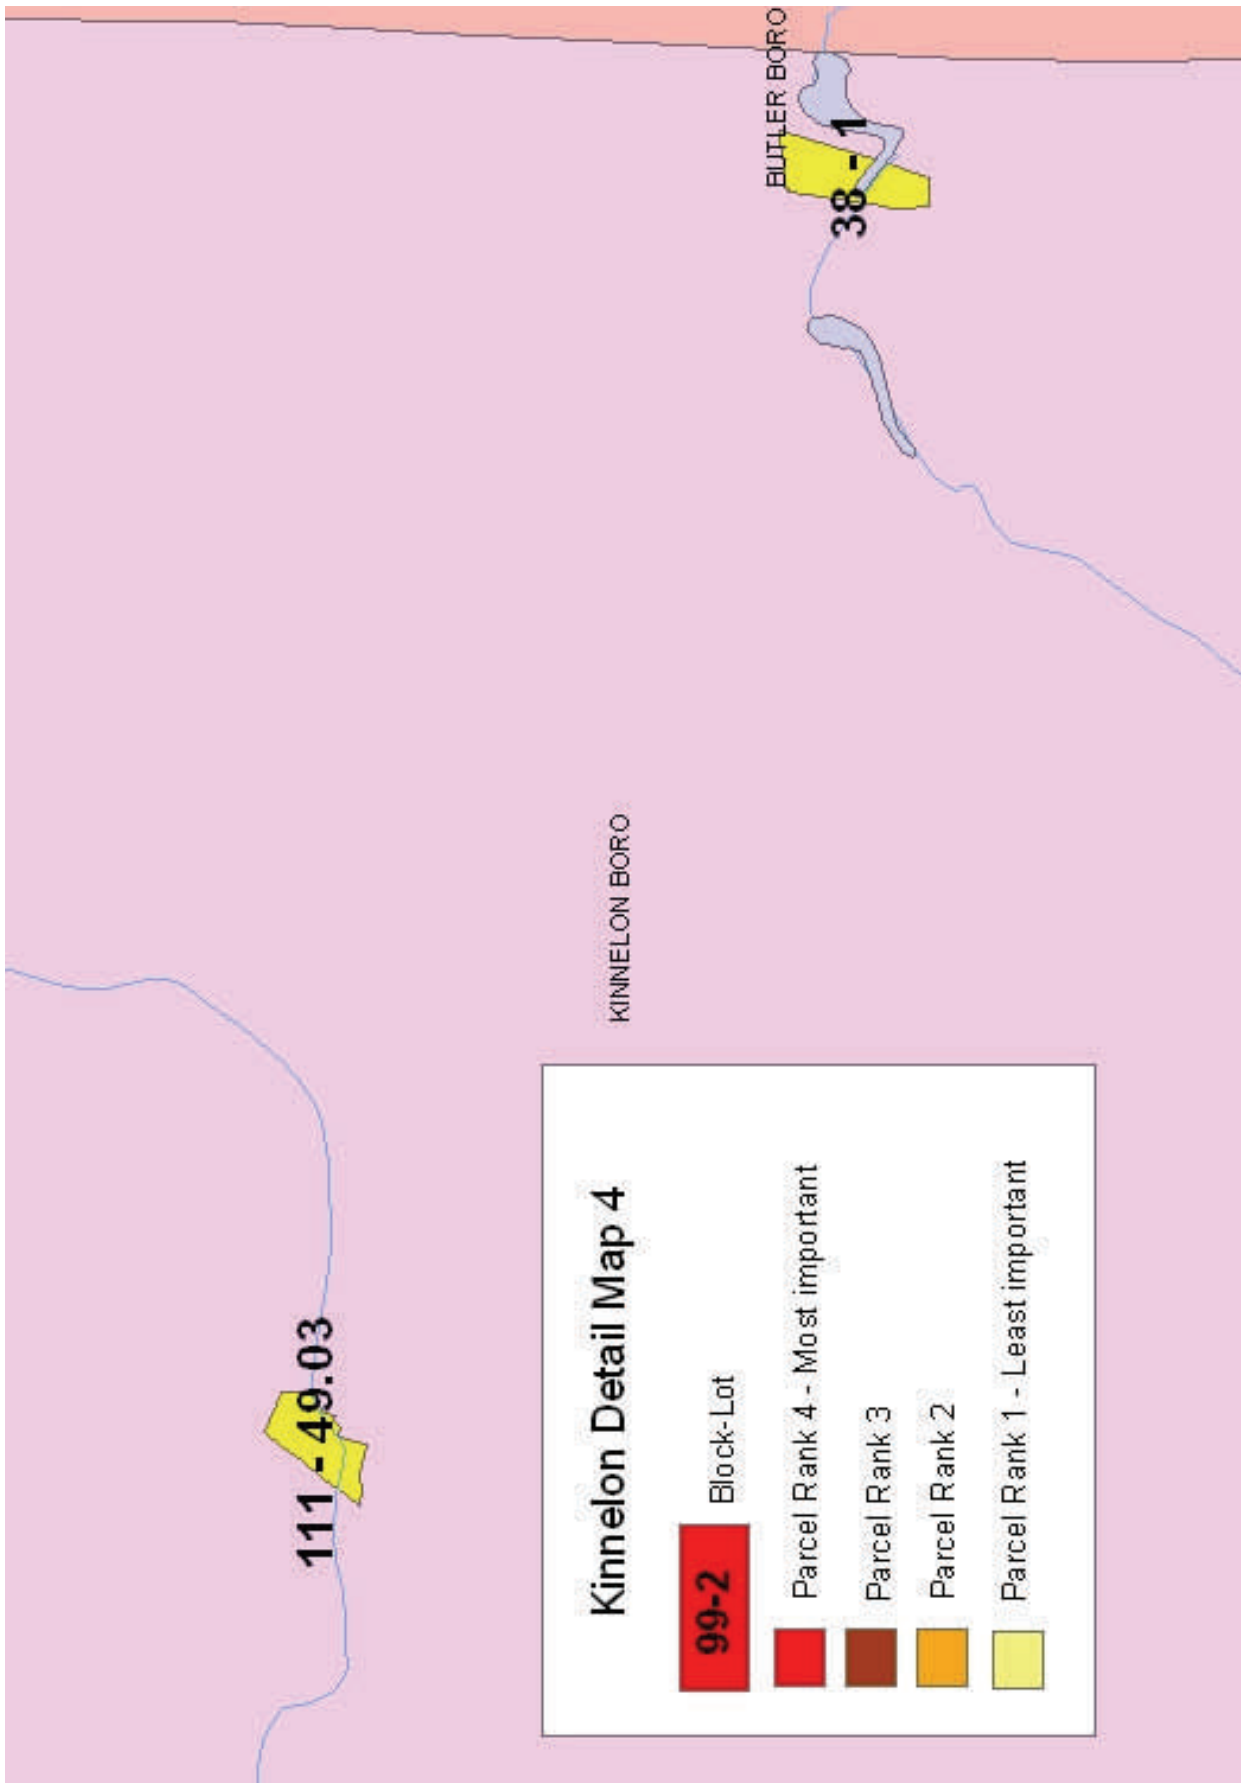 BUTLER BORO
38 - 1
111 - 49.03
KINNELON BORO
Kinnelon Detail Map 4
99-2
Block-Lot
Parcel Rank 4 - Most important
Parcel Rank 3
Parcel Rank 2
Parcel Rank 1 - Least important